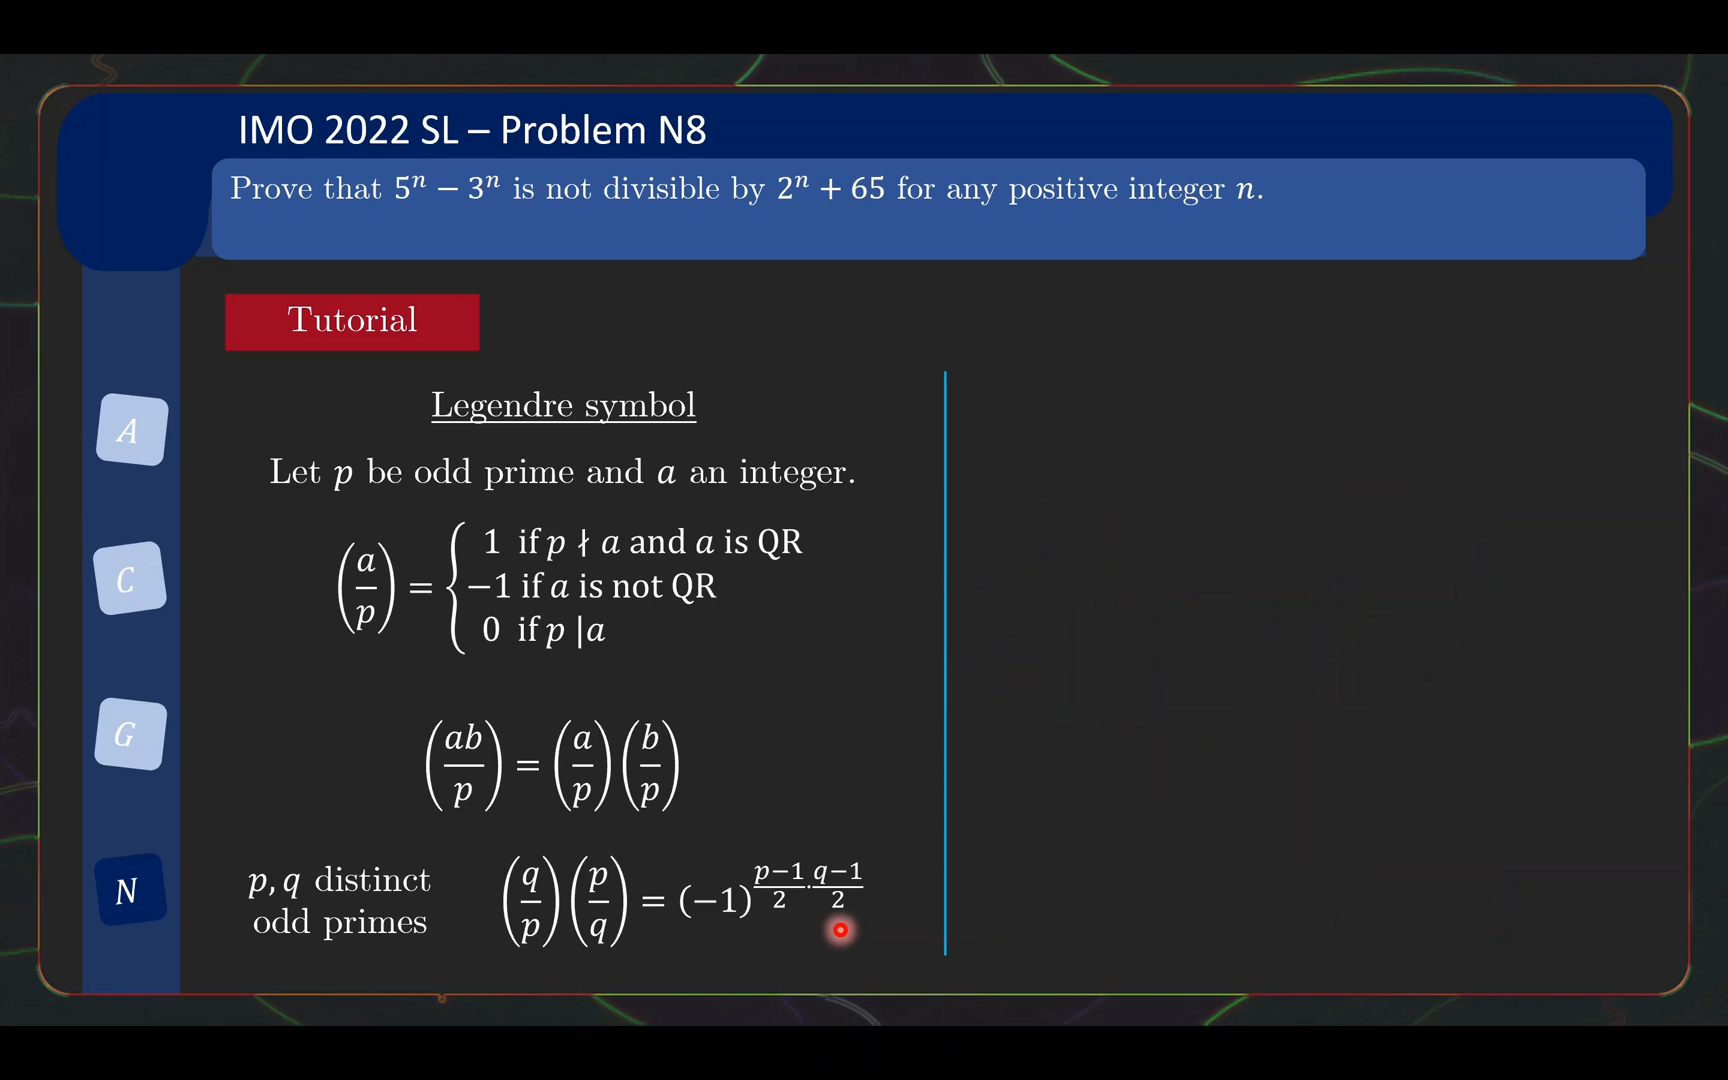 IMO 2022 SL – Problem N8
Prove that 5ⁿ − 3ⁿ is not divisible by 2ⁿ + 65 for any positive integer n.
Tutorial
Legendre symbol
Let p be odd prime and a an integer.
(a/p) = { 1 if p ∤ a and a is QR
−1 if a is not QR
0 if p |a
(ab/p) = (a/p)(b/p)
p, q distinct
odd primes
(q/p)(p/q) = (−1)^((p−1)/2·(q−1)/2)
A
C
G
N